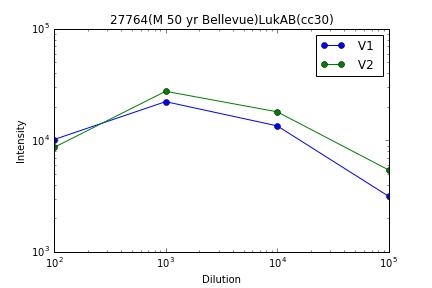 27764(M 50 yr Bellevue)LukAB(cc30)
10^5
V1
V2
Intensity
10^4
10^3
10^2 10^3 10^4 10^5
Dilution